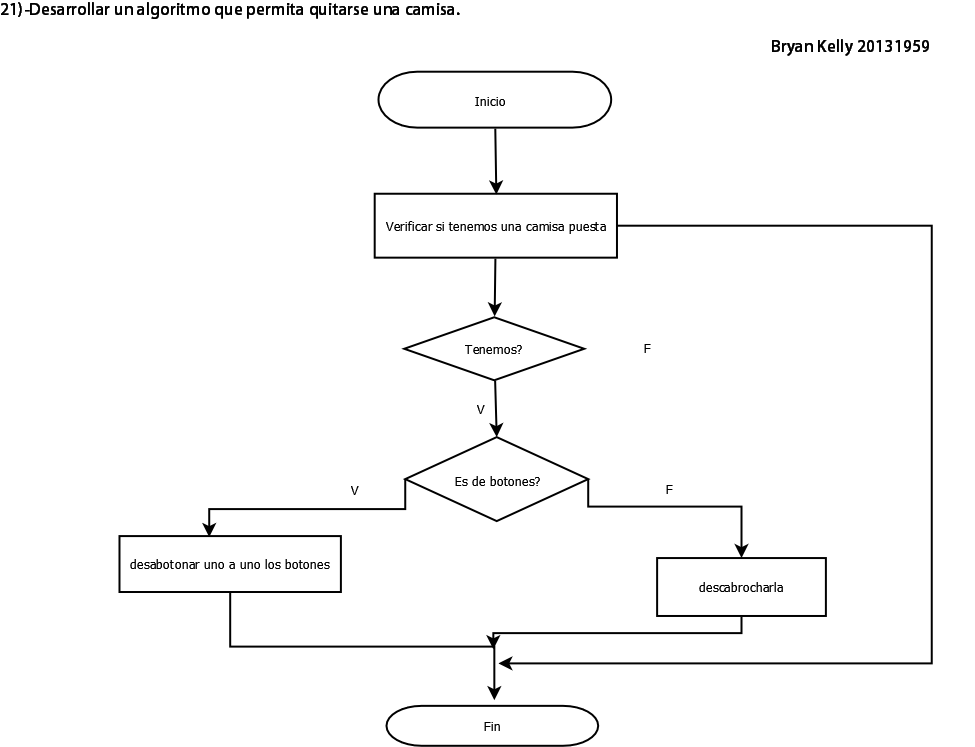 21)-Desarrollar un algoritmo que permita quitarse una camisa.
Bryan Kelly 20131959
Inicio
Verificar si tenemos una camisa puesta
Tenemos?
F
V
Es de botones?
V
F
desabotonar uno a uno los botones
descabrocharla
Fin